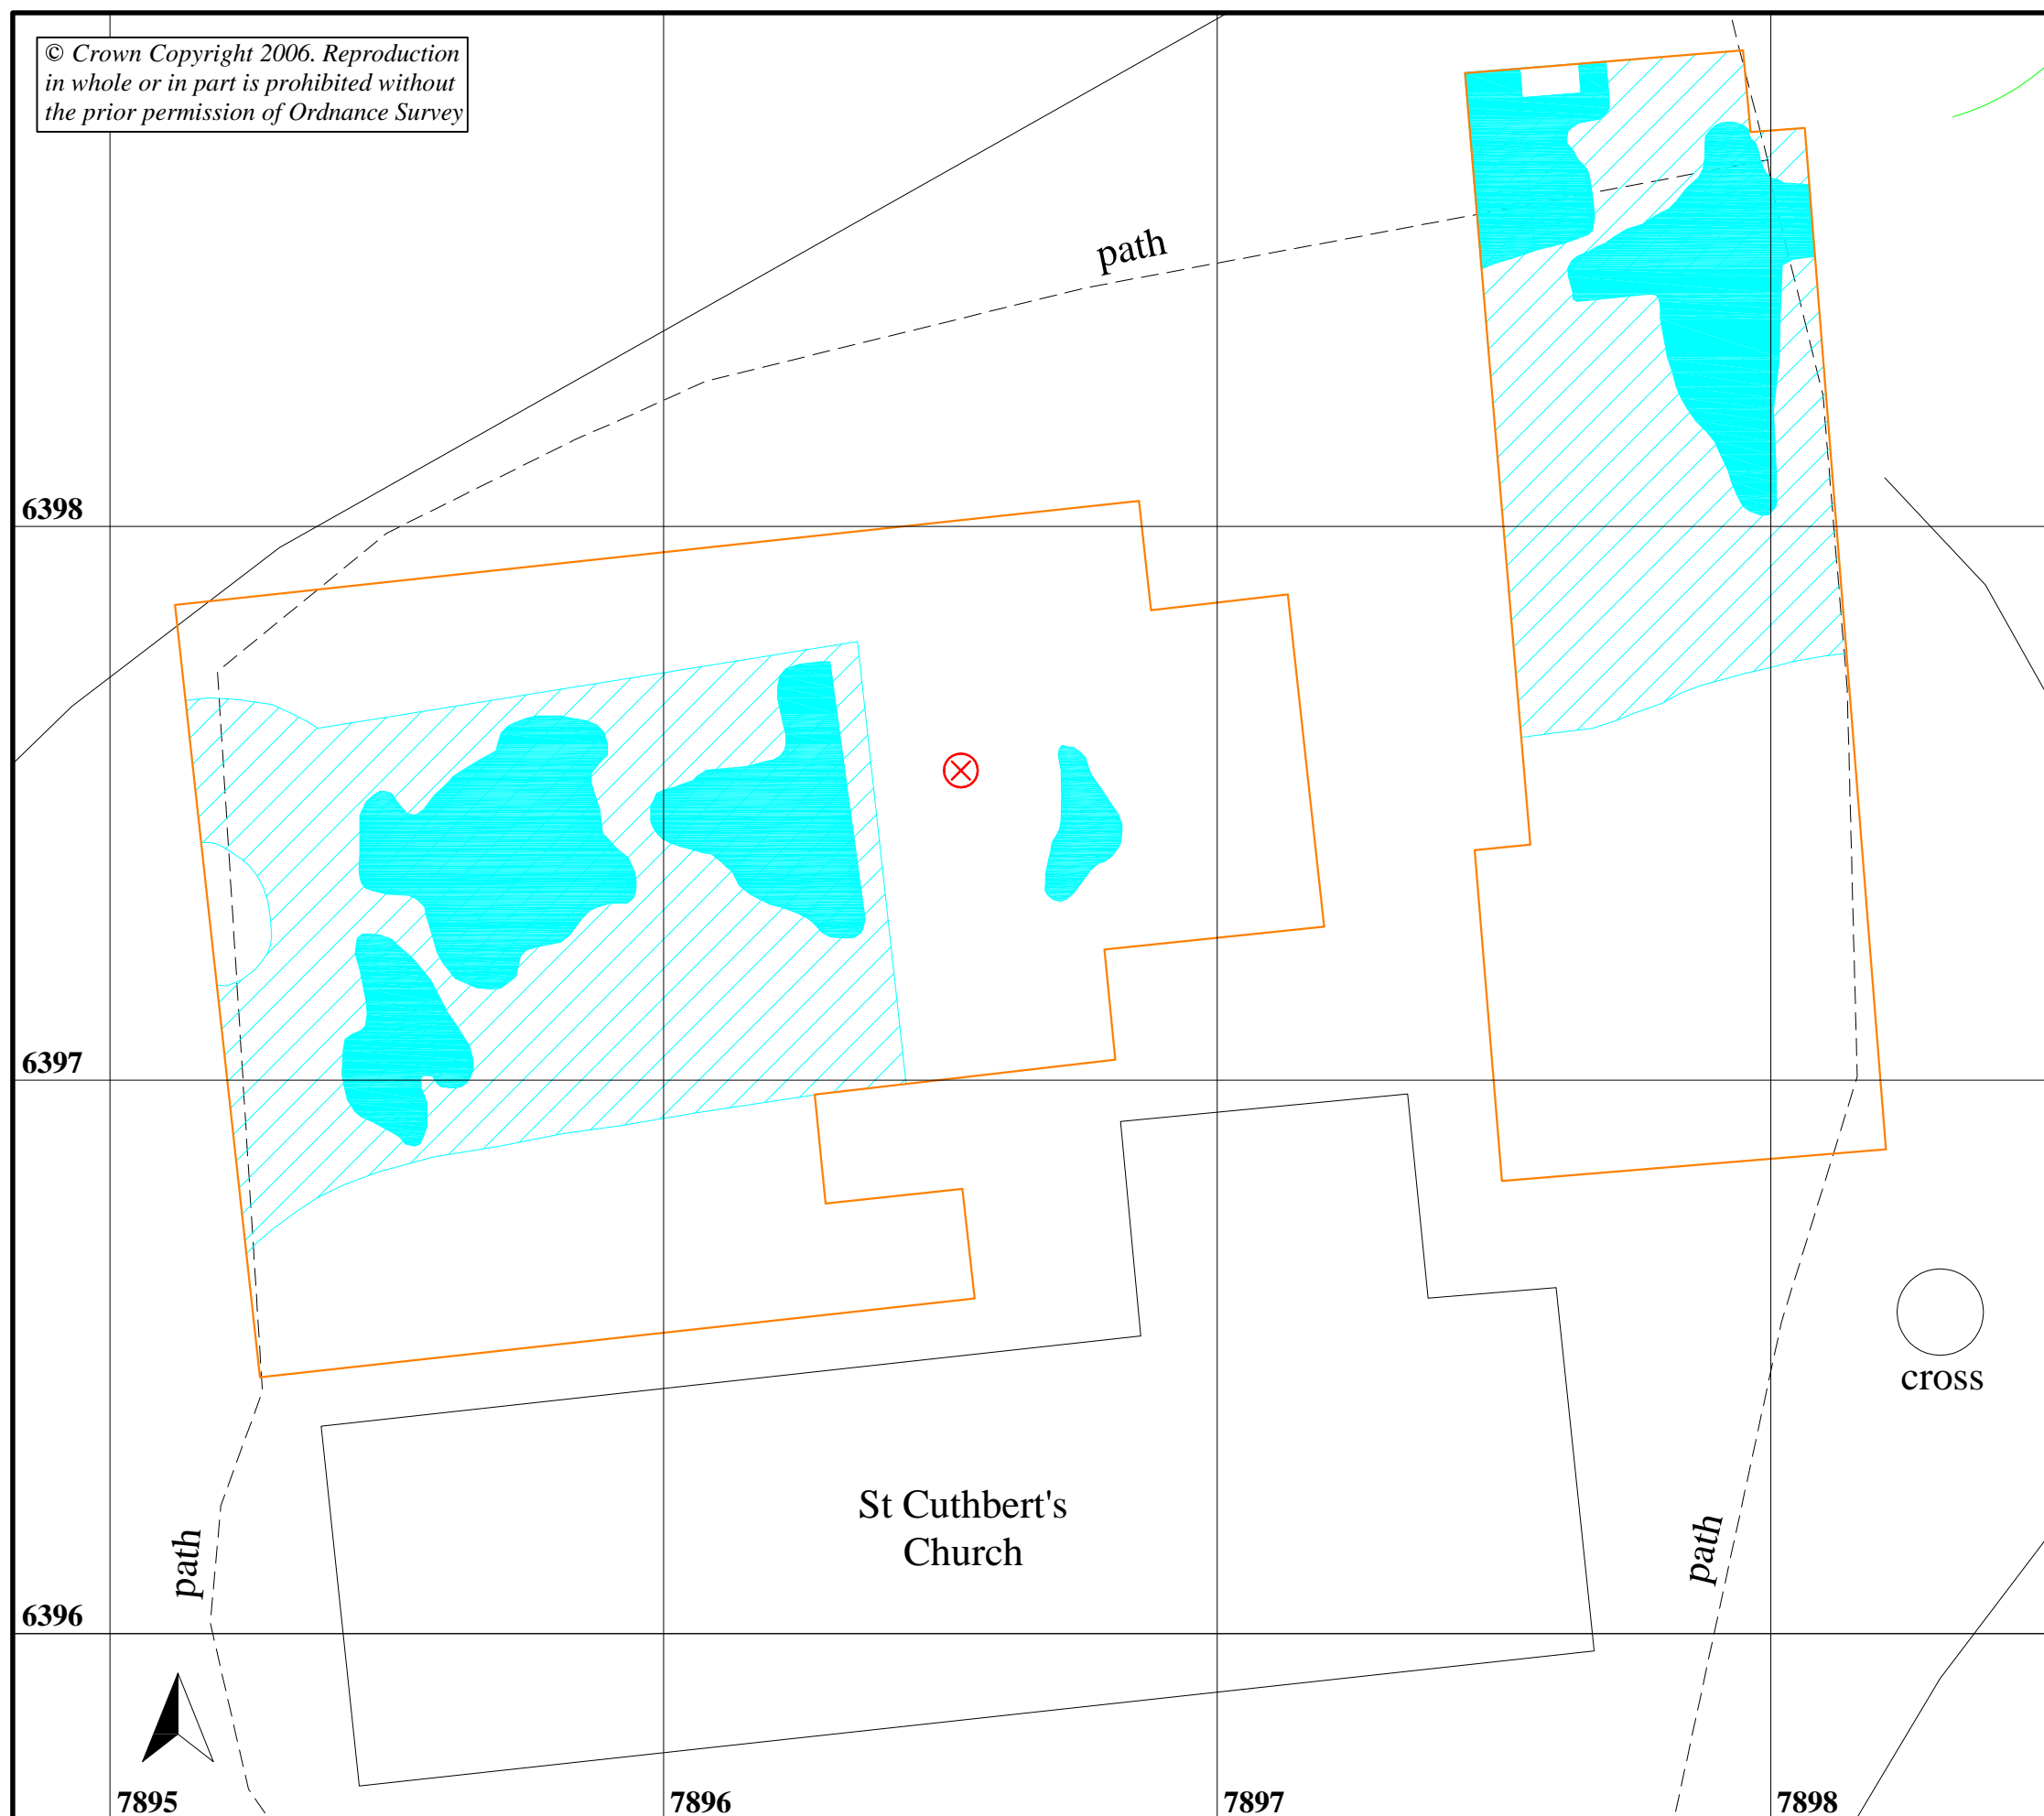 © Crown Copyright 2006. Reproduction
in whole or in part is prohibited without
the prior permission of Ordnance Survey
path
6398
6397
cross
St Cuthbert's
Church
path
path
6396
7895
7896
7897
7898